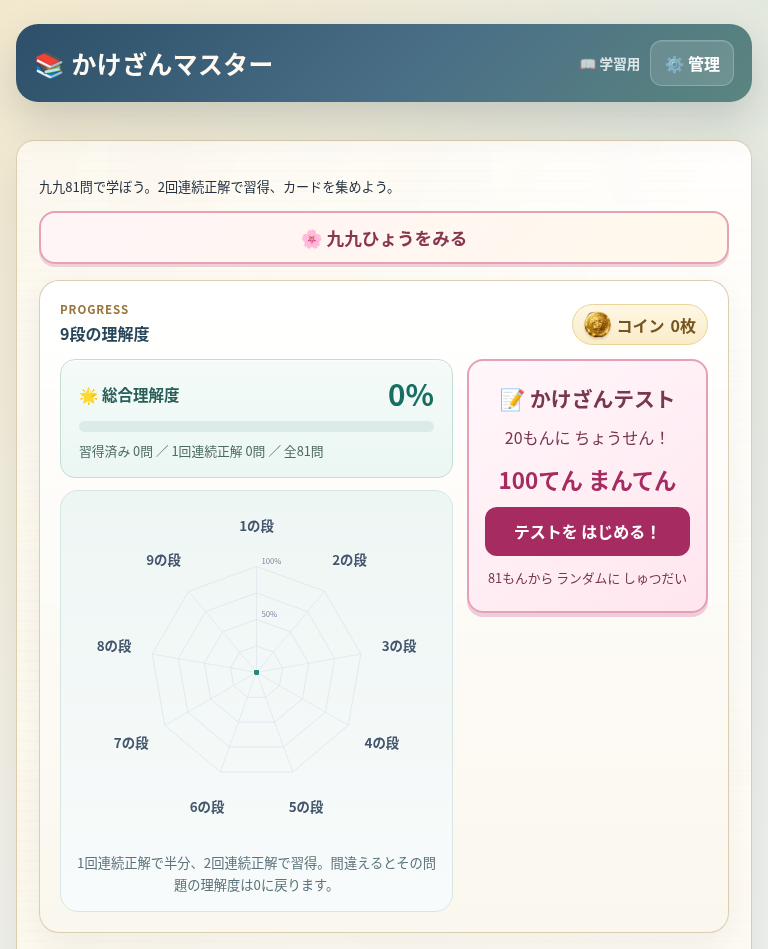 📚 かけざんマスター
📖 学習用
⚙️ 管理
九九81問で学ぼう。2回連続正解で習得、カードを集めよう。
🌸 九九ひょうをみる
PROGRESS
9段の理解度
コイン 0枚
🌟 総合理解度
0%
習得済み 0問 ／ 1回連続正解 0問 ／ 全81問
📝 かけざんテスト
20もんに ちょうせん！
100てん まんてん
テストを はじめる！
81もんから ランダムに しゅつだい
1の段
2の段
3の段
4の段
5の段
6の段
7の段
8の段
9の段
100%
50%
1回連続正解で半分、2回連続正解で習得。間違えるとその問
題の理解度は0に戻ります。